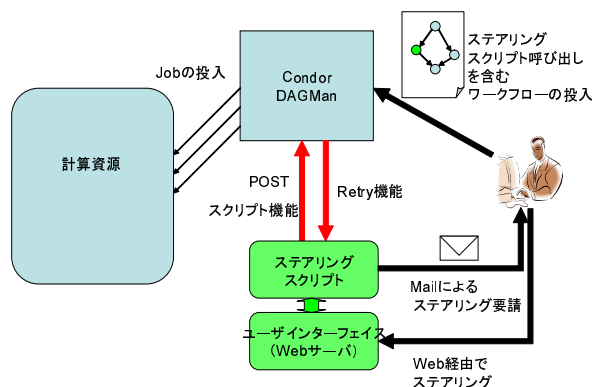 ステアリング
スクリプト呼び出し
を含む
ワークフローの投入
Jobの投入
Condor
DAGMan
計算資源
POST
スクリプト機能
Retry機能
ステアリング
スクリプト
Mailによる
ステアリング要請
ユーザインターフェイス
(Webサーバ)
Web経由で
ステアリング